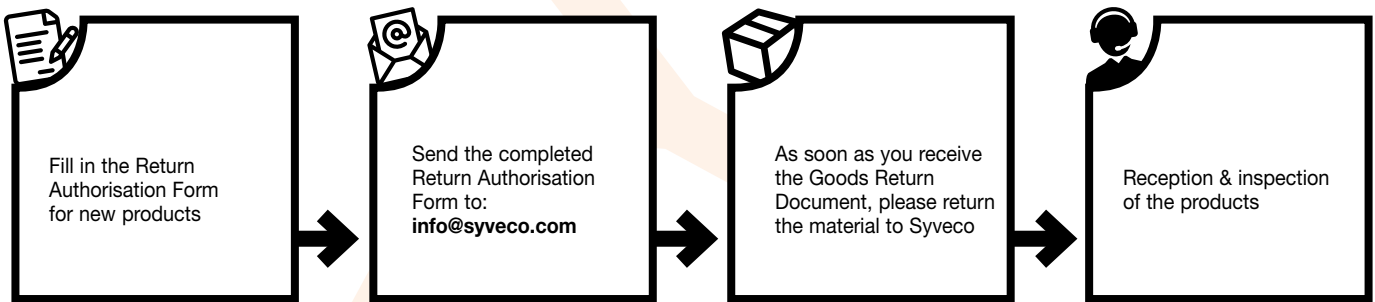 Fill in the Return
Authorisation Form
for new products
Send the completed
Return Authorisation
Form to:
info@syveco.com
As soon as you receive
the Goods Return
Document, please return
the material to Syveco
Reception & inspection
of the products